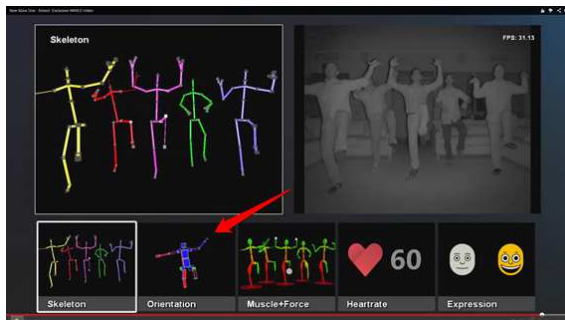 Skeleton
FPS: 31.13
60
Skeleton
Orientation
Muscle+Force
Heartrate
Expression